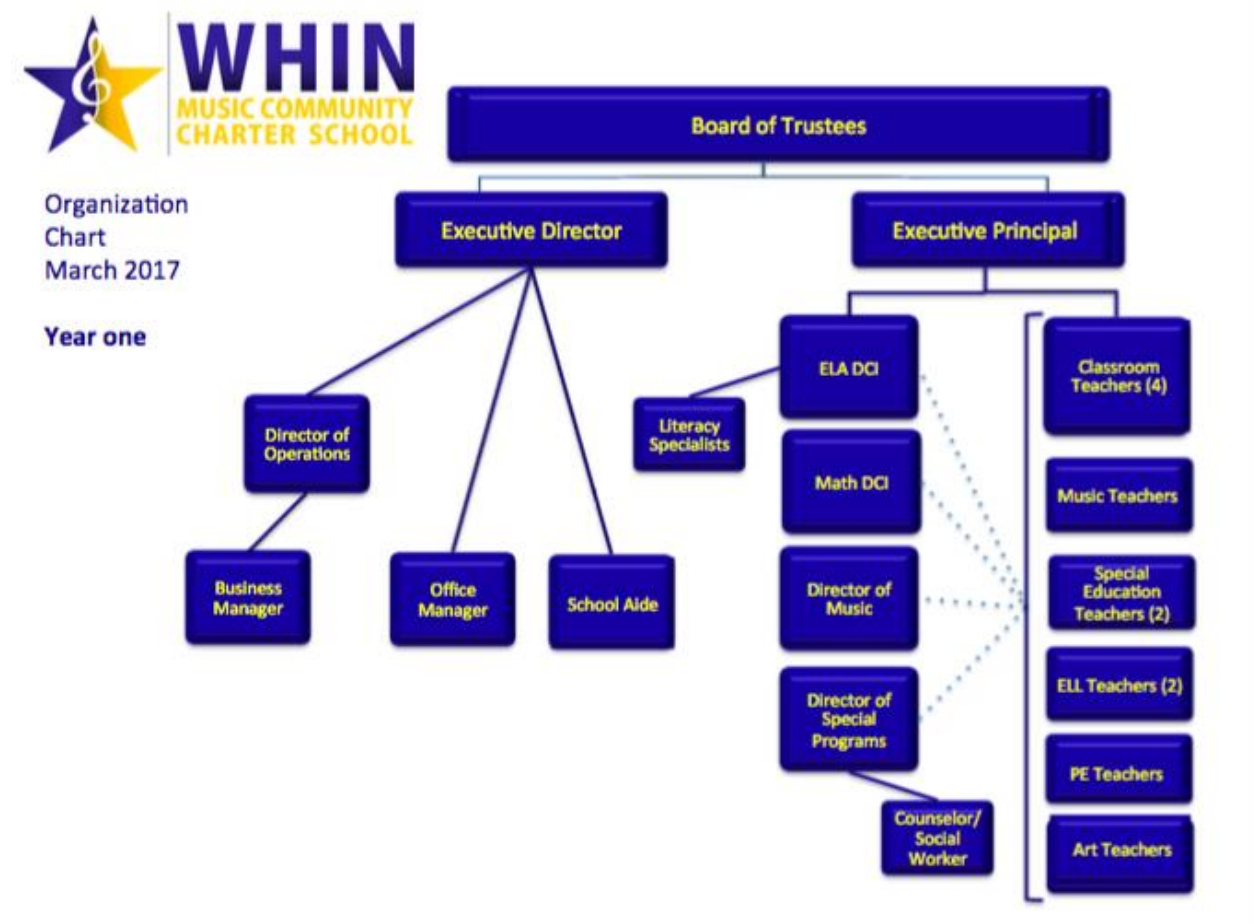 WHIN
MUSIC COMMUNITY
CHARTER SCHOOL
Organization
Chart
March 2017
Year one
Board of Trustees
Executive Director
Executive Principal
Director of
Operations
Business
Manager
Office
Manager
School Aide
Literacy
Specialists
ELA DCI
Math DCI
Director of
Music
Director of
Special
Programs
Counselor/
Social
Worker
Classroom
Teachers (4)
Music Teachers
Special
Education
Teachers (2)
ELL Teachers (2)
PE Teachers
Art Teachers